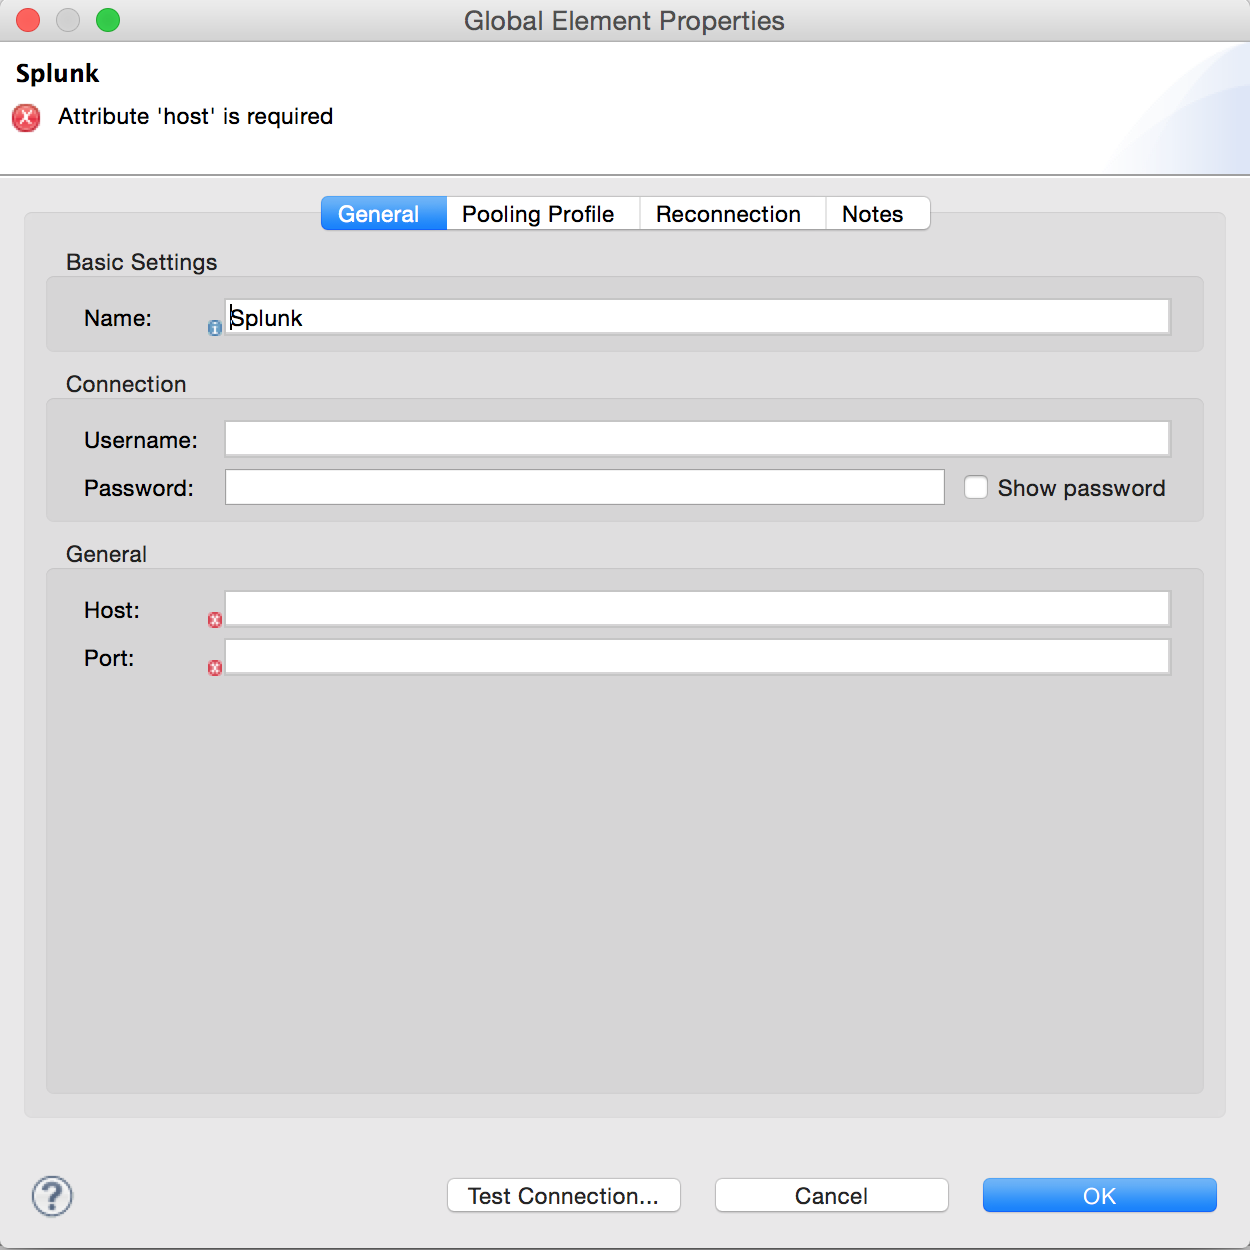 Global Element Properties
Splunk
Attribute 'host' is required
General Pooling Profile Reconnection Notes
Basic Settings
Name: Splunk
Connection
Username:
Password: Show password
General
Host:
Port:
Test Connection... Cancel OK